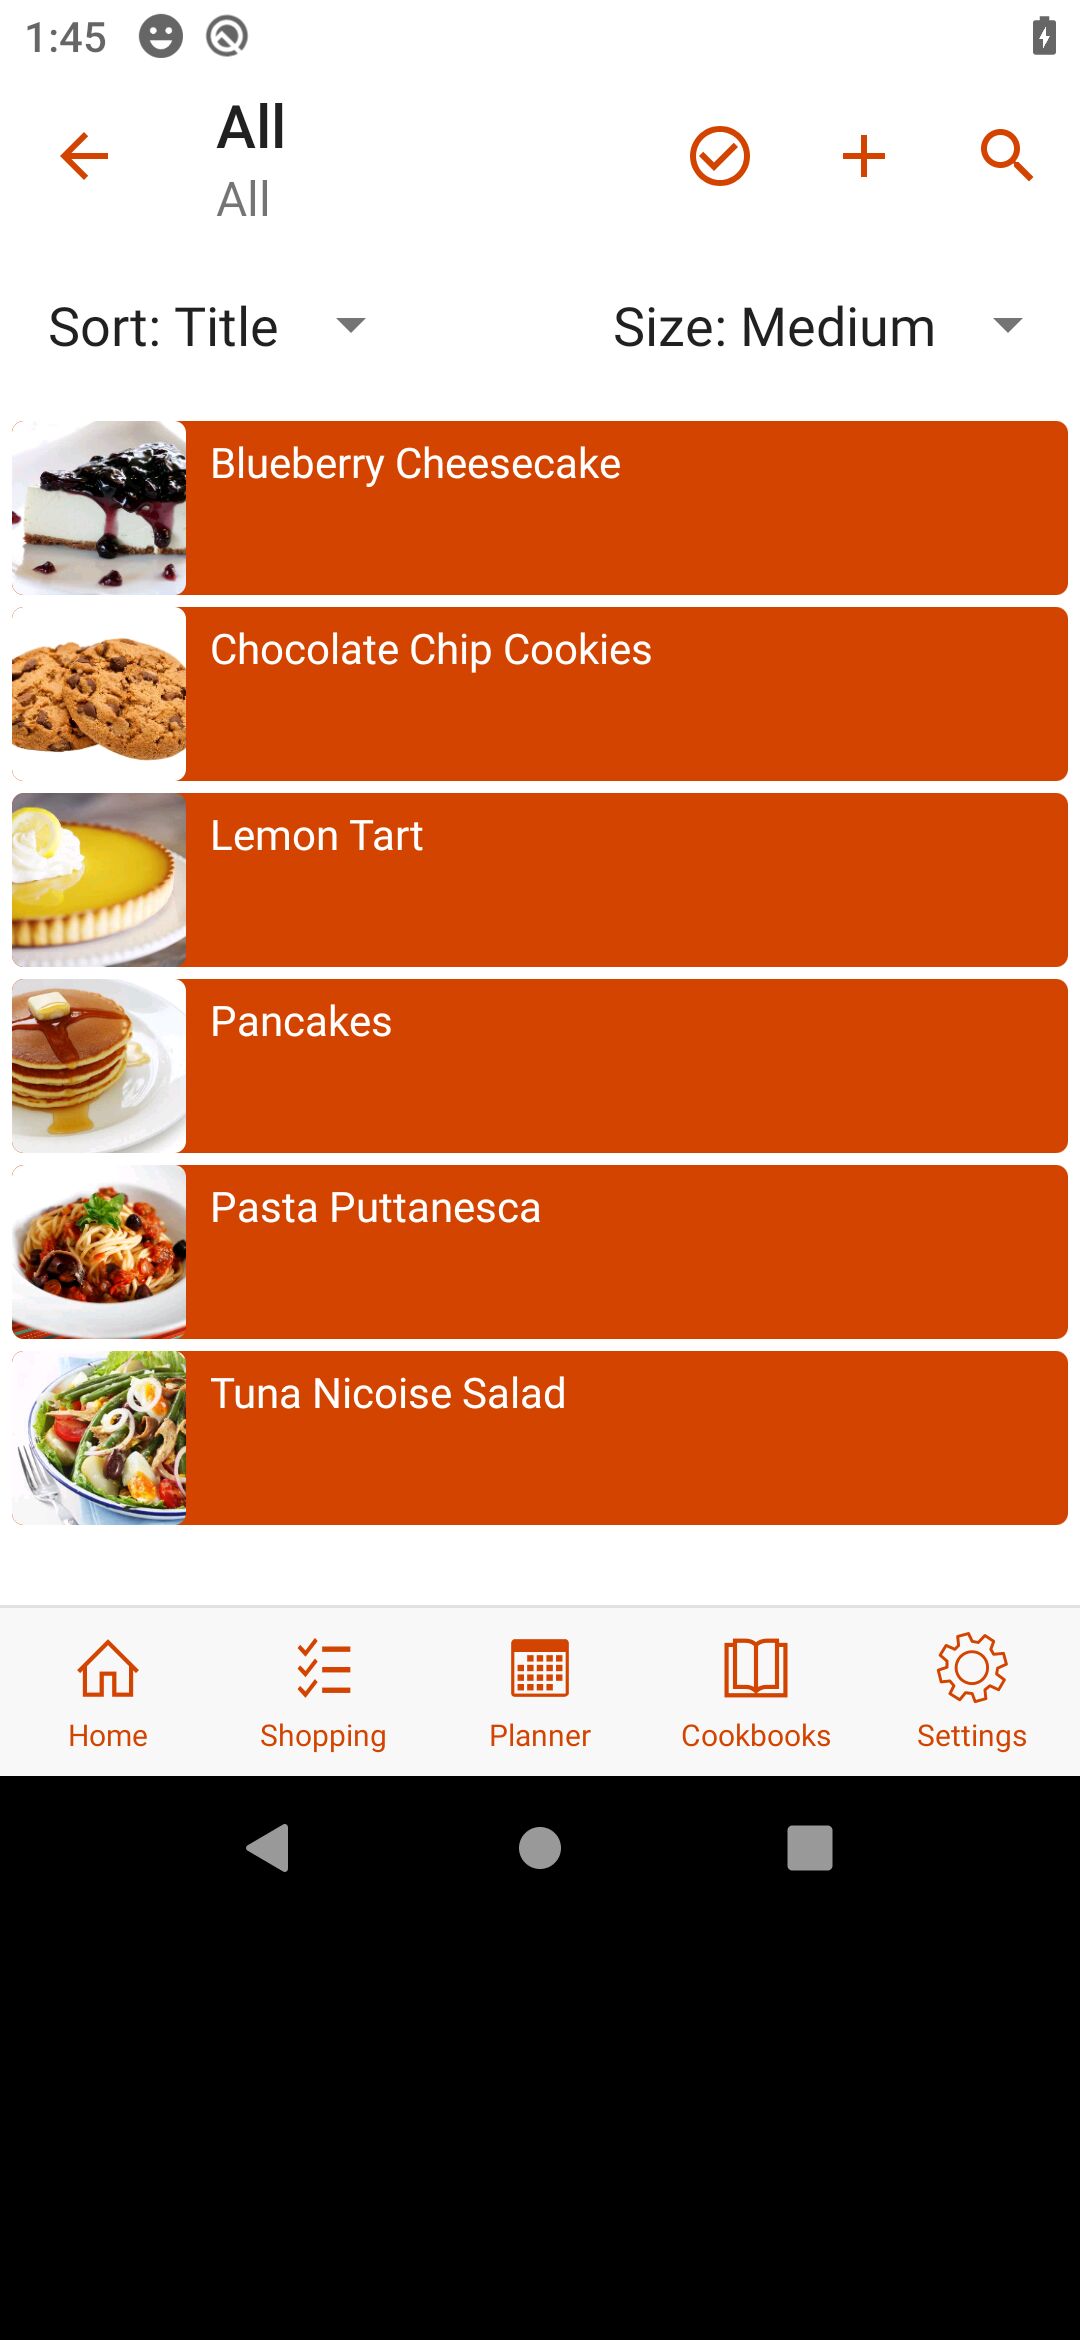 1:45
All
All
Sort: Title
Size: Medium
Blueberry Cheesecake
Chocolate Chip Cookies
Lemon Tart
Pancakes
Pasta Puttanesca
Tuna Nicoise Salad
Home
Shopping
Planner
Cookbooks
Settings